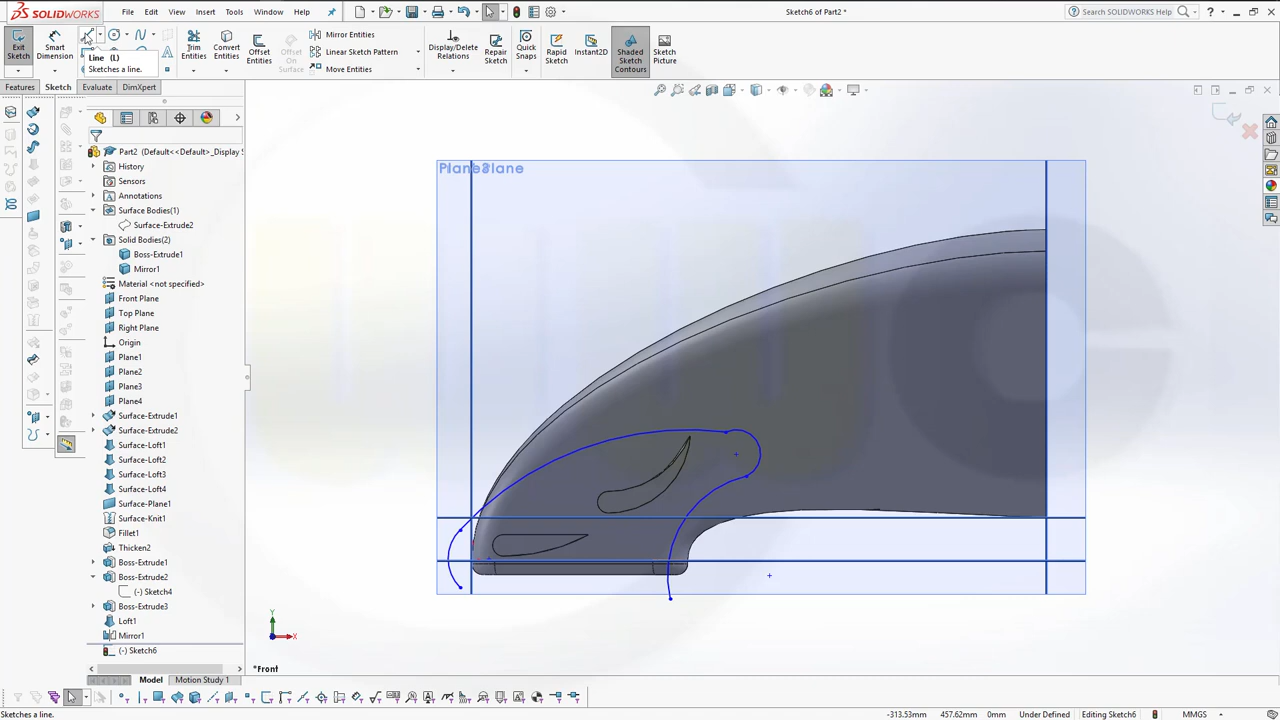 SOLIDWORKS
File
Edit
View
Insert
Tools
Window
Help
Sketch6 of Part2 *
Search SOLIDWORKS Help
Exit Sketch
Smart Dimension
Line (L)
Sketches a line.
Trim Entities
Convert Entities
Offset Entities
Offset On Surface
Mirror Entities
Linear Sketch Pattern
Move Entities
Display/Delete Relations
Repair Sketch
Quick Snaps
Rapid Sketch
Instant2D
Shaded Sketch Contours
Sketch Picture
Features
Sketch
Evaluate
DimXpert
Part2 (Default<<Default>_Display S
History
Sensors
Annotations
Surface Bodies(1)
Surface-Extrude2
Solid Bodies(2)
Boss-Extrude1
Mirror1
Material <not specified>
Front Plane
Top Plane
Right Plane
Origin
Plane1
Plane2
Plane3
Plane4
Surface-Extrude1
Surface-Extrude2
Surface-Loft1
Surface-Loft2
Surface-Loft3
Surface-Loft4
Surface-Plane1
Surface-Knit1
Fillet1
Thicken2
Boss-Extrude1
Boss-Extrude2
(-) Sketch4
Boss-Extrude3
Loft1
Mirror1
(-) Sketch6
Y
X
*Front
Model
Motion Study 1
Sketches a line.
-313.53mm
457.62mm
0mm
Under Defined
Editing Sketch6
MMGS